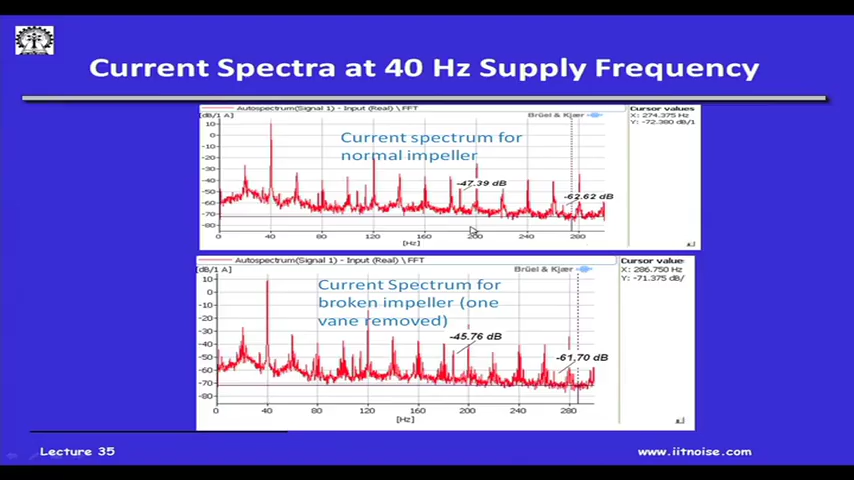 Current Spectra at 40 Hz Supply Frequency
Autospectrum(Signal 1) - Input (Real) \ FFT
Cursor values
[dB/1 A]
Brüel & Kjær
X: 274.375 Hz
Y: -72.380 dB/1
10
0
-10
-20
-30
-40
-50
-60
-70
-80
Current spectrum for
normal impeller
-47.39 dB
-62.62 dB
0 40 80 120 160 200 240 280
[Hz]
Autospectrum(Signal 1) - Input (Real) \ FFT
Cursor values
[dB/1 A]
Brüel & Kjær
X: 286.750 Hz
Y: -71.375 dB/
10
0
-10
-20
-30
-40
-50
-60
-70
-80
Current Spectrum for
broken impeller (one
vane removed)
-45.76 dB
-61.70 dB
0 40 80 120 160 200 240 280
[Hz]
Lecture 35
www.iitnoise.com